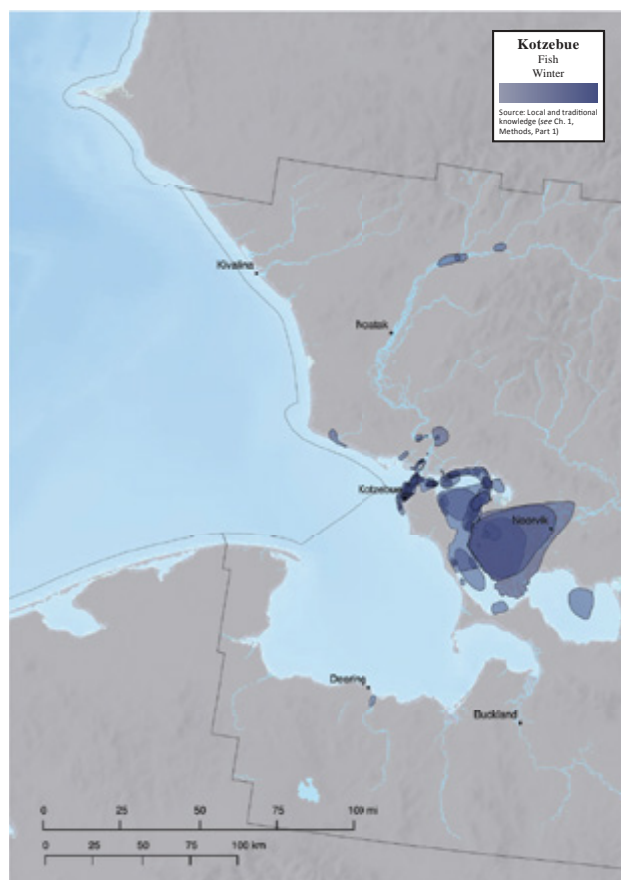 Kotzebue
Fish
Winter
Source: Local and traditional
knowledge (see Ch. 1,
Methods, Part 1)
Kivalina
Noatak
Kotzebue
Noorvik
Deering
Buckland
0 25 50 75 100 mi
0 25 50 75 100 km